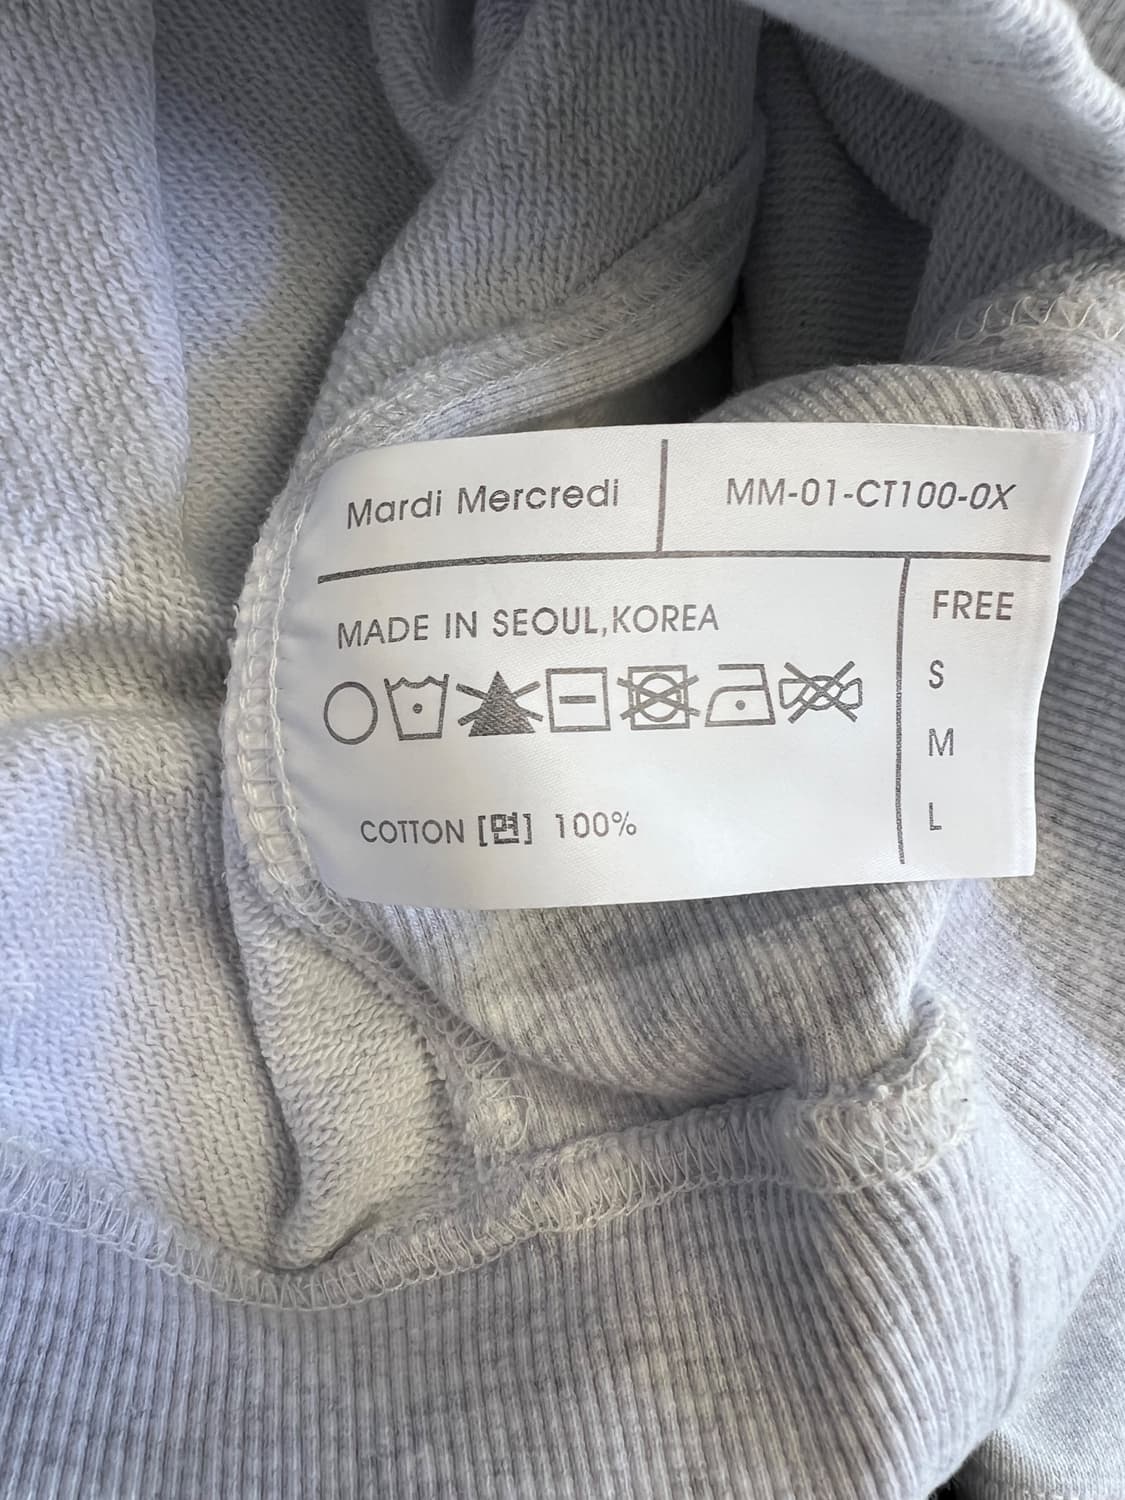 Mardi Mercredi
MM-01-CT100-0X
MADE IN SEOUL,KOREA
COTTON [면] 100%
FREE
S
M
L